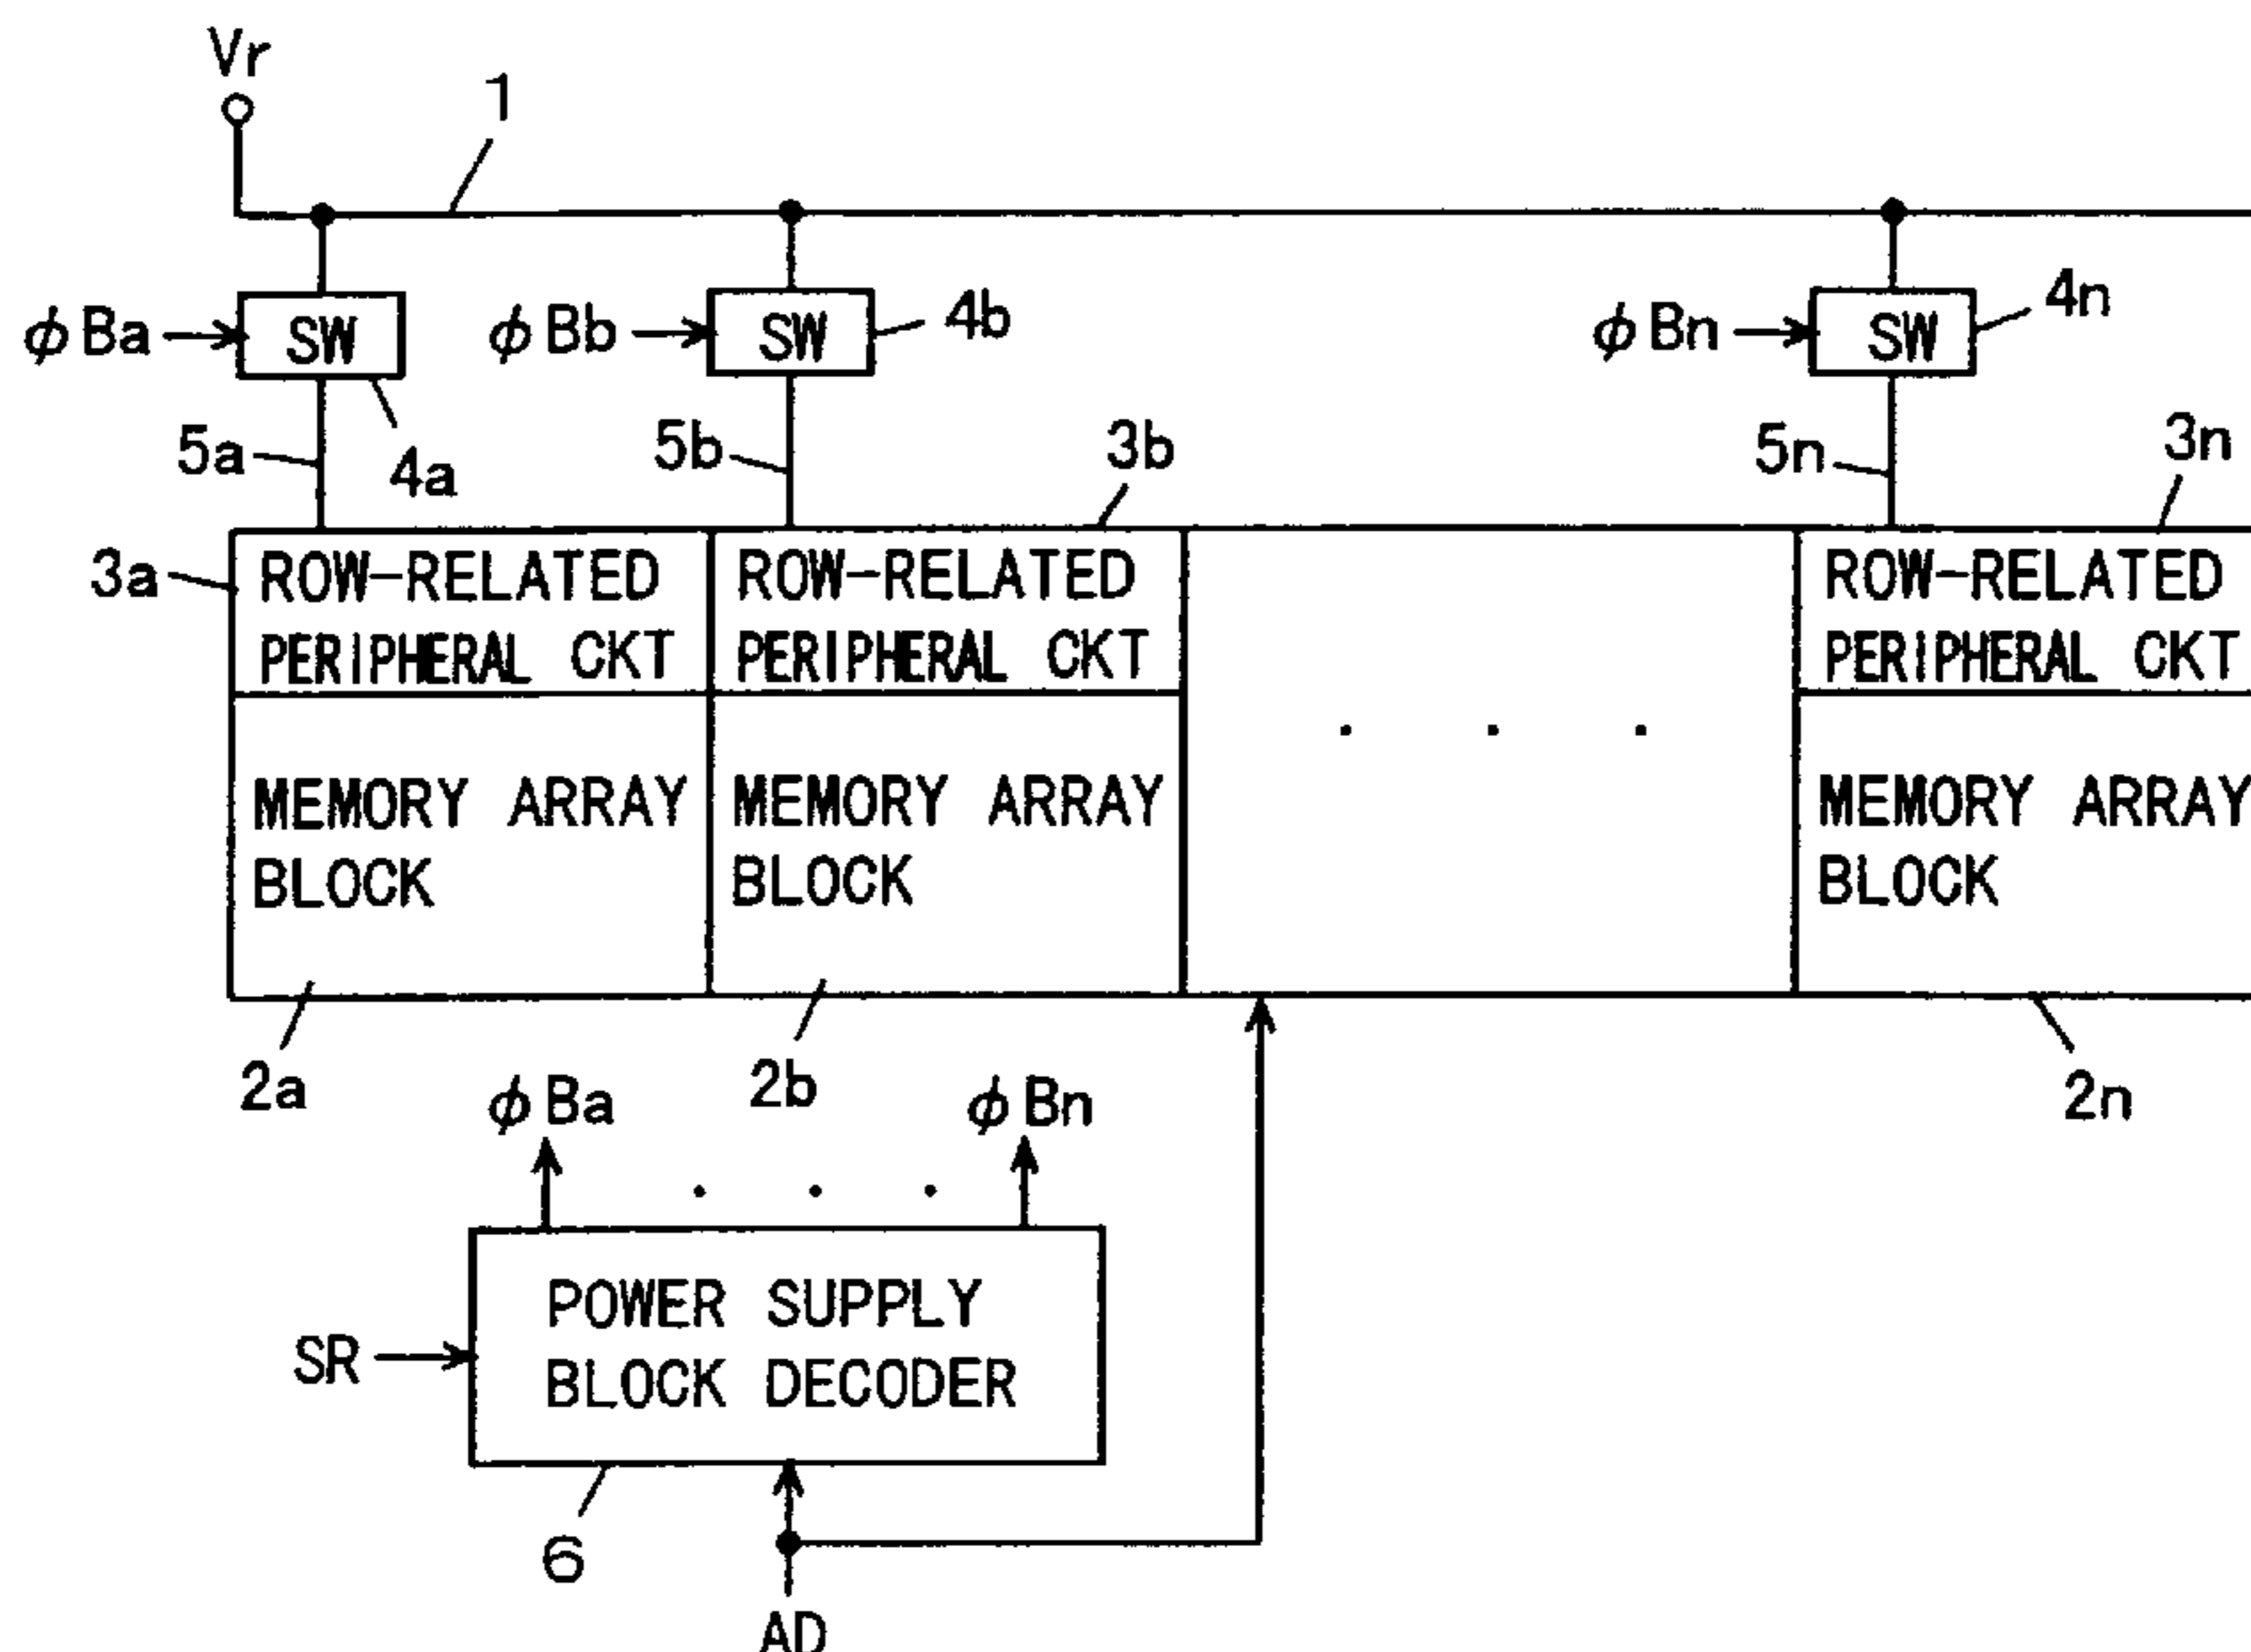 Vr
1
φBa
SW
φBb
SW
4b
φBn
SW
4n
5a
4a
5b
3b
5n
3n
3a
ROW-RELATED
PERIPHERAL CKT
ROW-RELATED
PERIPHERAL CKT
ROW-RELATED
PERIPHERAL CKT
MEMORY ARRAY
BLOCK
MEMORY ARRAY
BLOCK
MEMORY ARRAY
BLOCK
2a
2b
2n
φBa
φBn
POWER SUPPLY
BLOCK DECODER
SR
6
AD